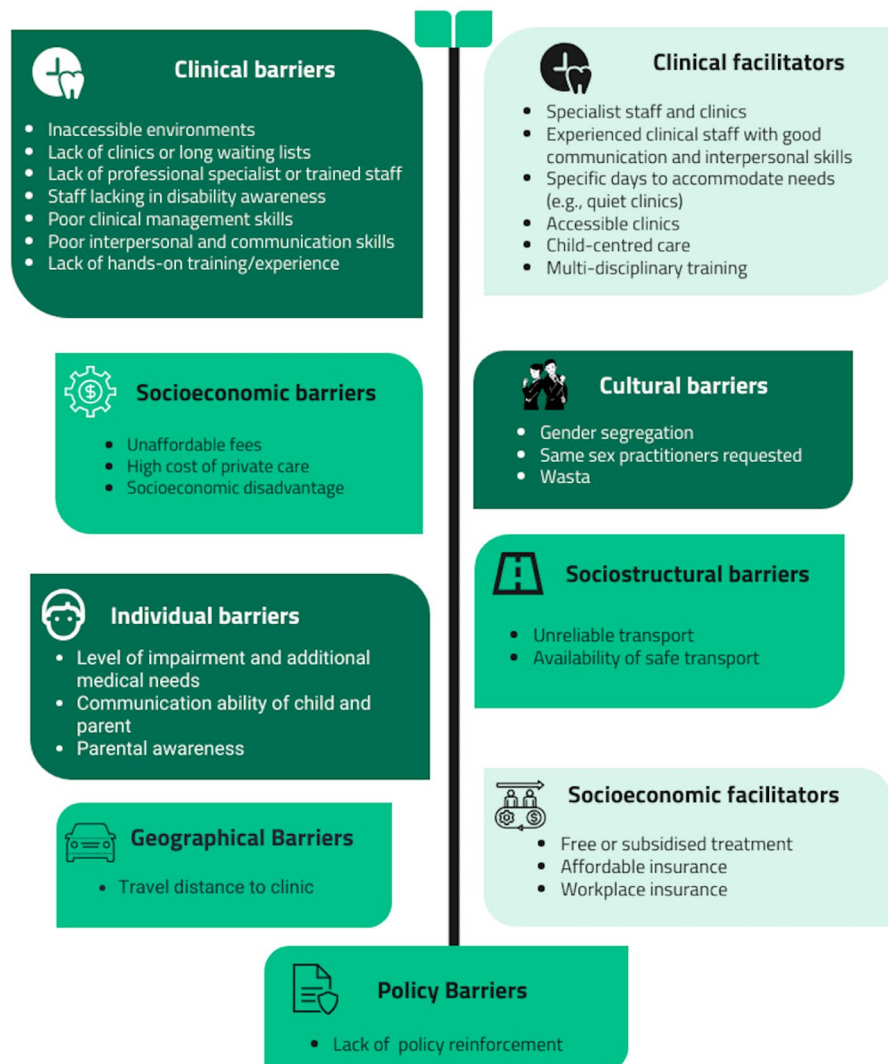 Clinical barriers
• Inaccessible environments
• Lack of clinics or long waiting lists
• Lack of professional specialist or trained staff
• Staff lacking in disability awareness
• Poor clinical management skills
• Poor interpersonal and communication skills
• Lack of hands-on training/experience
Clinical facilitators
• Specialist staff and clinics
• Experienced clinical staff with good
communication and interpersonal skills
• Specific days to accommodate needs
(e.g., quiet clinics)
• Accessible clinics
• Child-centred care
• Multi-disciplinary training
Socioeconomic barriers
• Unaffordable fees
• High cost of private care
• Socioeconomic disadvantage
Cultural barriers
• Gender segregation
• Same sex practitioners requested
• Wasta
Individual barriers
• Level of impairment and additional
medical needs
• Communication ability of child and
parent
• Parental awareness
Sociostructural barriers
• Unreliable transport
• Availability of safe transport
Geographical Barriers
• Travel distance to clinic
Socioeconomic facilitators
• Free or subsidised treatment
• Affordable insurance
• Workplace insurance
Policy Barriers
• Lack of policy reinforcement